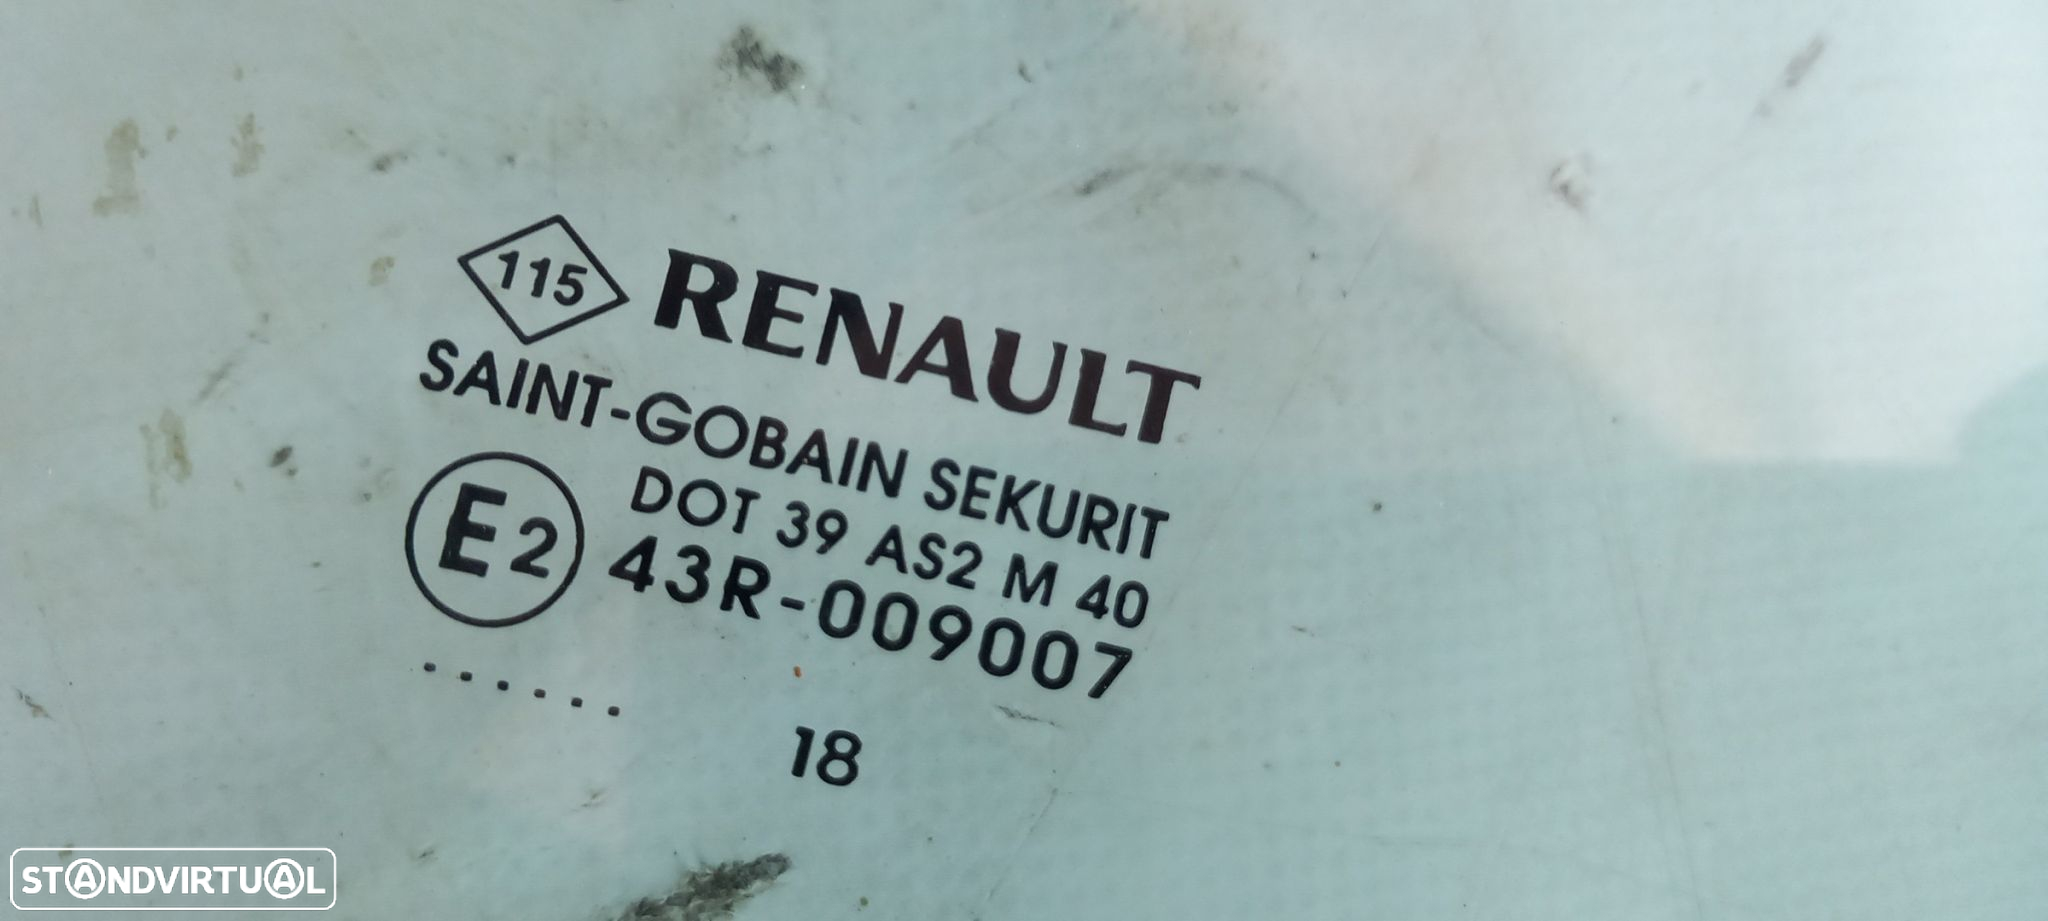 115 RENAULT
SAINT-GOBAIN SEKURIT
DOT 39 AS2 M 40
E2 43R-009007
......
18
STANDVIRTUAL